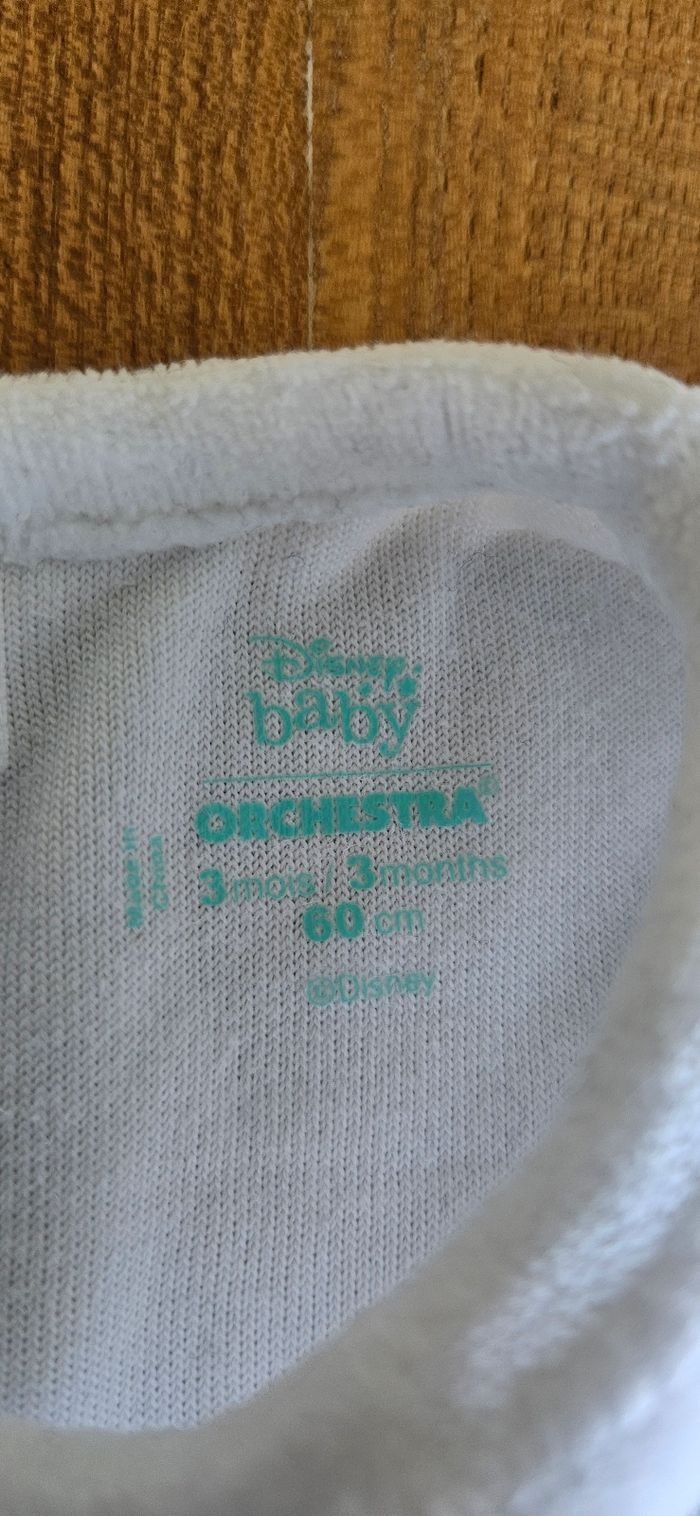 Disney
baby
ORCHESTRA®
3 mois / 3 months
60 cm
©Disney
Made in
China